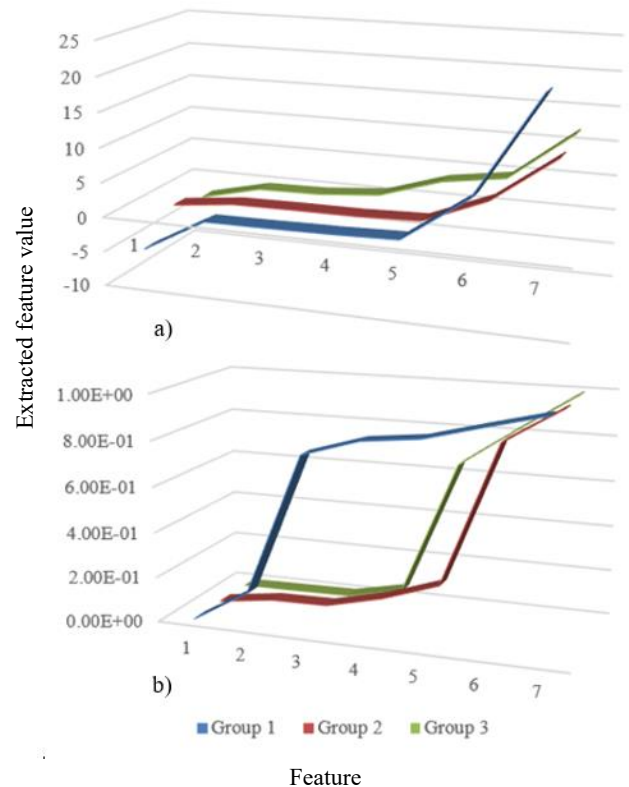 25
20
15
10
5
0
-5
-10
1 2 3 4 5 6 7
a)
Extracted feature value
1.00E+00
8.00E-01
6.00E-01
4.00E-01
2.00E-01
0.00E+00
1 2 3 4 5 6 7
b)
Group 1 Group 2 Group 3
Feature